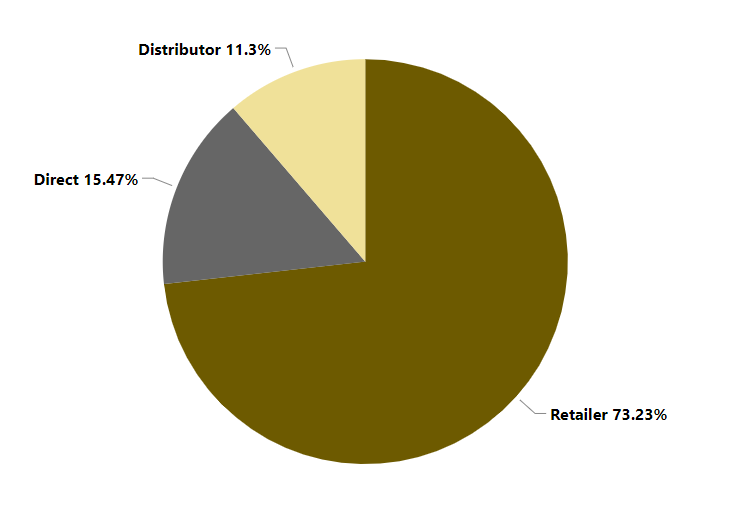 Distributor 11.3%
Direct 15.47%
Retailer 73.23%